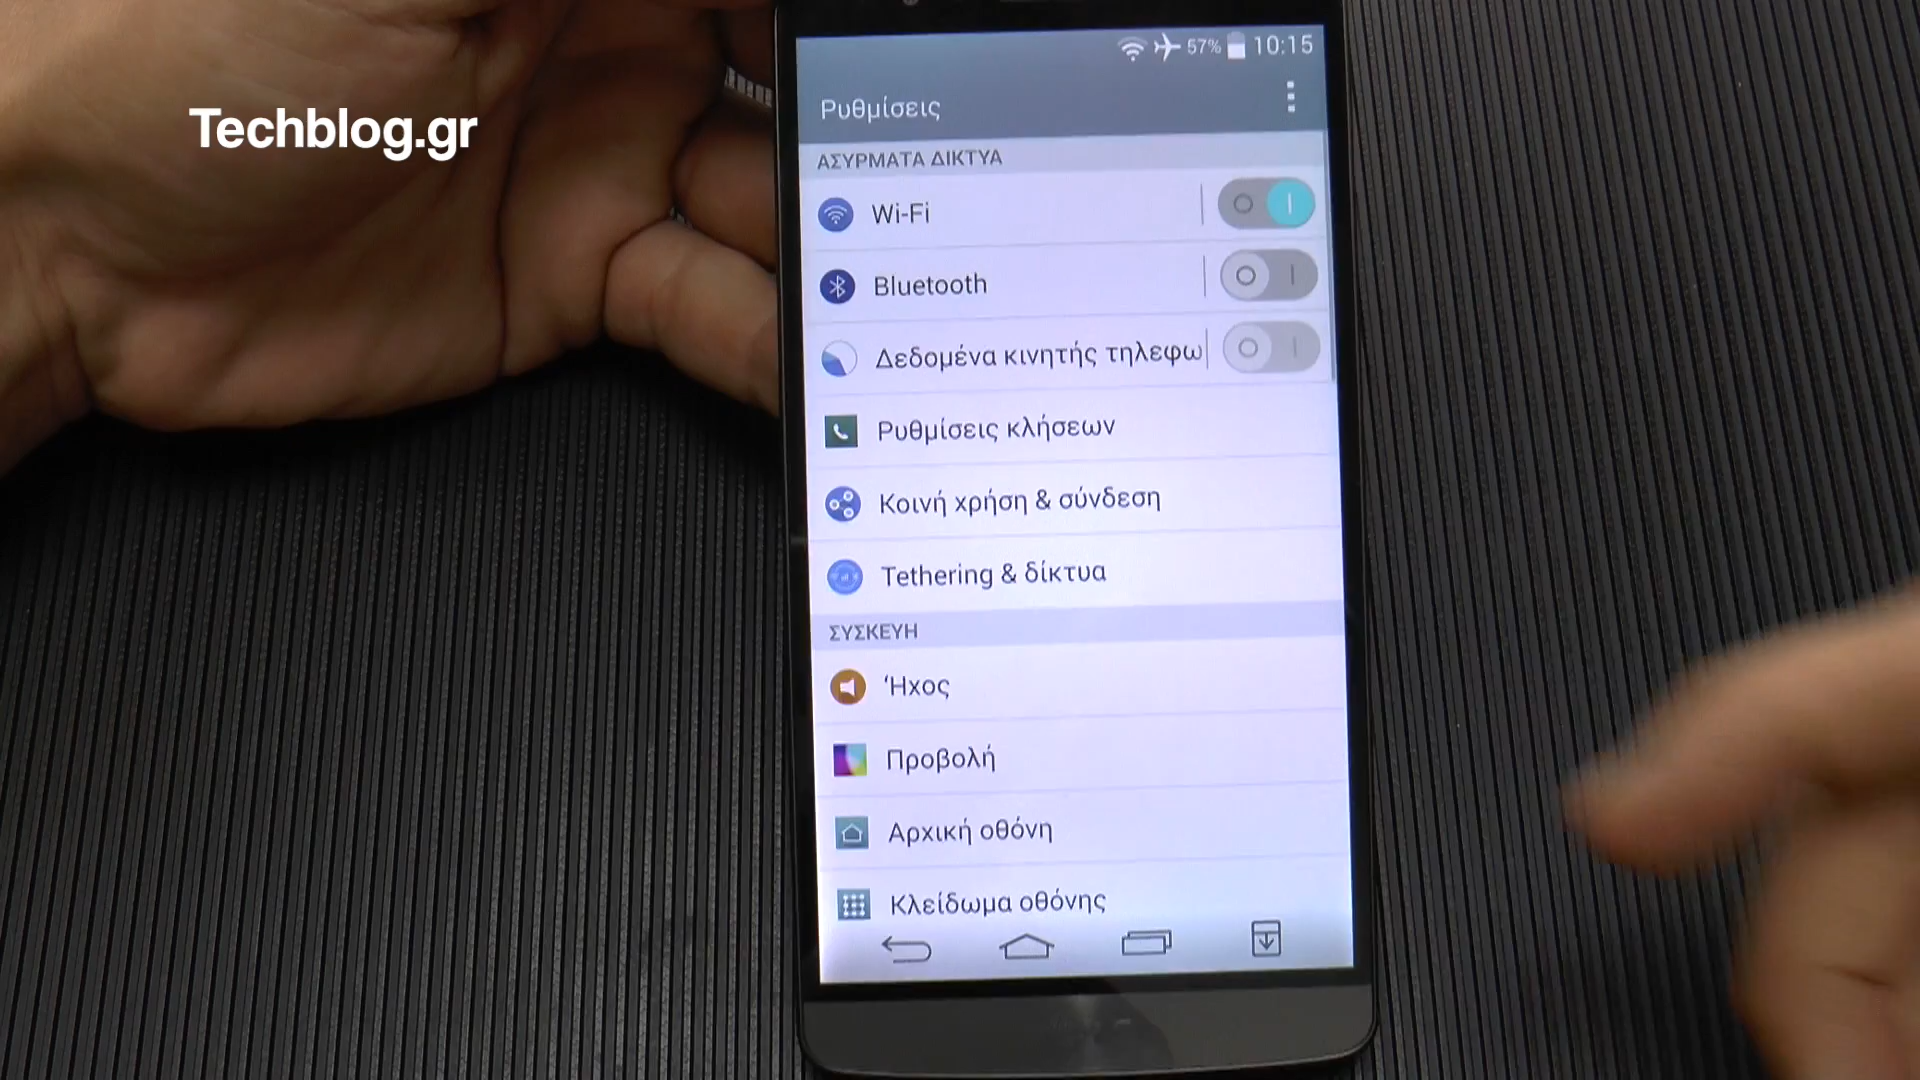 Techblog.gr
57% 10:15
Ρυθμίσεις
ΑΣΥΡΜΑΤΑ ΔΙΚΤΥΑ
Wi-Fi
Bluetooth
Δεδομένα κινητής τηλεφω
Ρυθμίσεις κλήσεων
Κοινή χρήση & σύνδεση
Tethering & δίκτυα
ΣΥΣΚΕΥΗ
Ήχος
Προβολή
Αρχική οθόνη
Κλείδωμα οθόνης